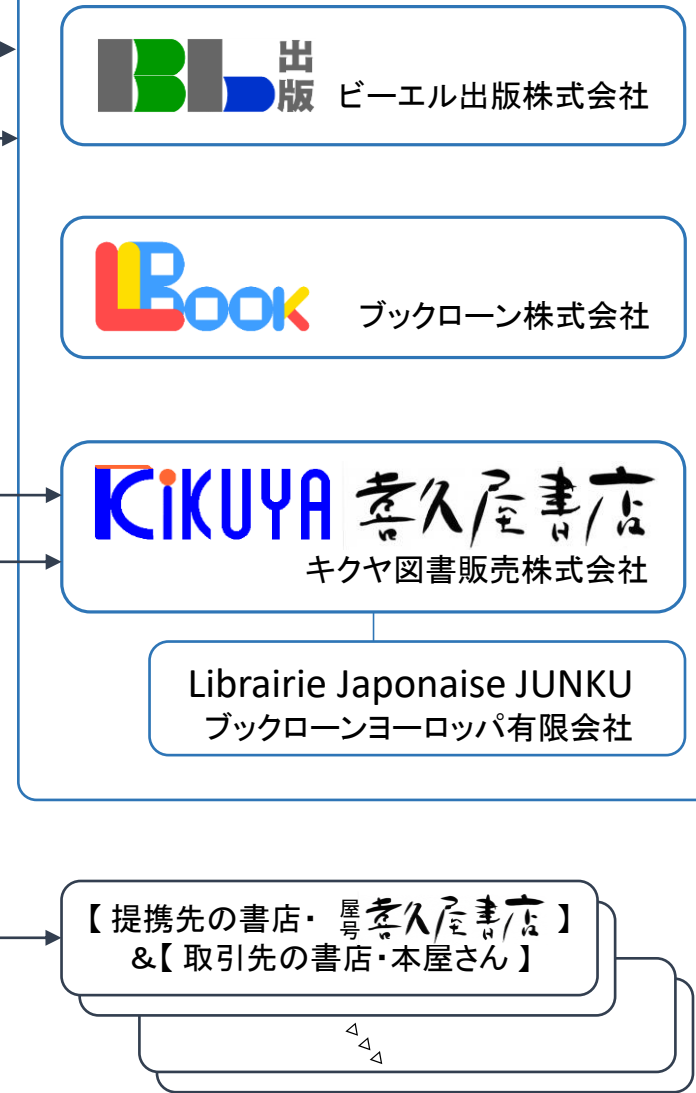 BL出版 ビーエル出版株式会社
LBook ブックローン株式会社
KiKUYA 喜久屋書店
キクヤ図書販売株式会社
Librairie Japonaise JUNKU
ブックローンヨーロッパ有限会社
【 提携先の書店・ 屋号 喜久屋書店 】
&【 取引先の書店・本屋さん 】